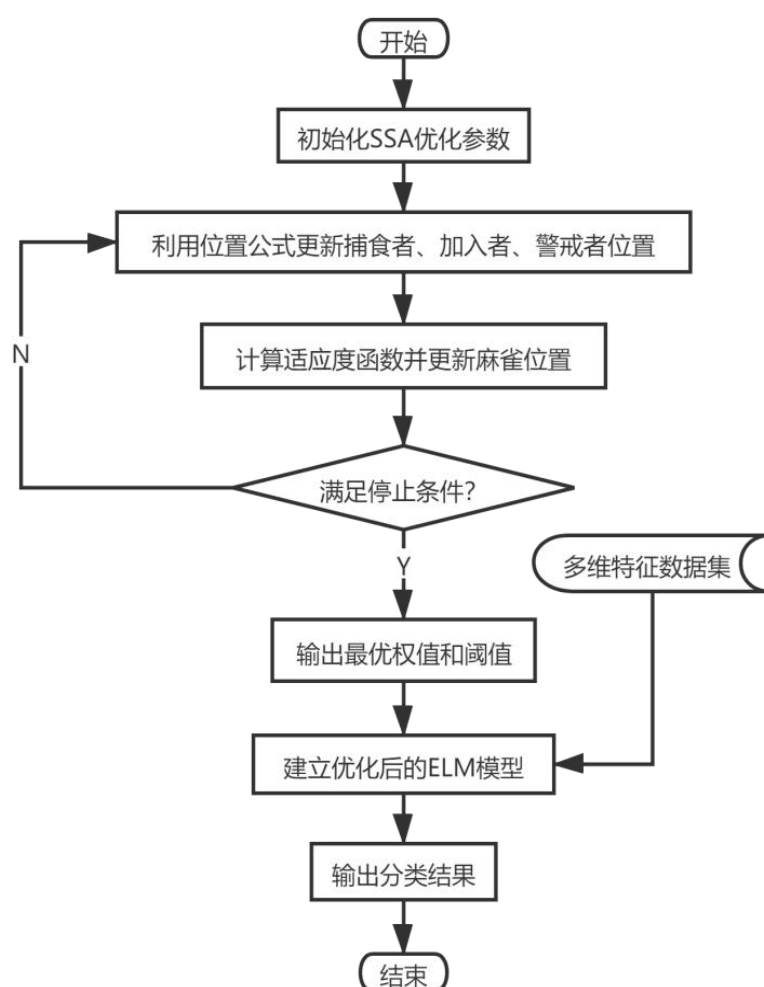 开始
初始化SSA优化参数
利用位置公式更新捕食者、加入者、警戒者位置
N
计算适应度函数并更新麻雀位置
满足停止条件?
Y
多维特征数据集
输出最优权值和阈值
建立优化后的ELM模型
输出分类结果
结束